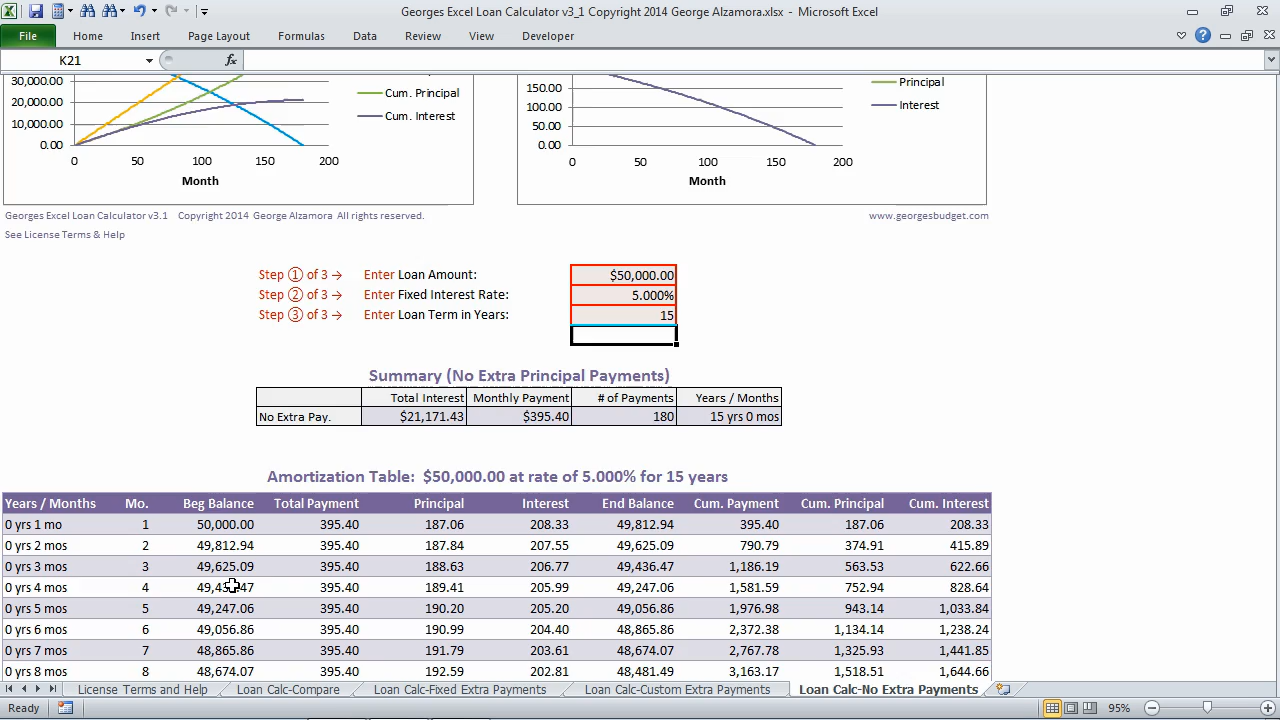 Georges Excel Loan Calculator v3_1 Copyright 2014 George Alzamora.xlsx - Microsoft Excel
File Home Insert Page Layout Formulas Data Review View Developer
K21 fx
30,000.00
20,000.00
10,000.00
0.00
0 50 100 150 200
Month
Cum. Principal
Cum. Interest
150.00
100.00
50.00
0.00
0 50 100 150 200
Month
Principal
Interest
Georges Excel Loan Calculator v3.1 Copyright 2014 George Alzamora All rights reserved. www.georgesbudget.com
See License Terms & Help
Step ① of 3 → Enter Loan Amount: $50,000.00
Step ② of 3 → Enter Fixed Interest Rate: 5.000%
Step ③ of 3 → Enter Loan Term in Years: 15
Summary (No Extra Principal Payments)
Total Interest Monthly Payment # of Payments Years / Months
No Extra Pay. $21,171.43 $395.40 180 15 yrs 0 mos
Amortization Table: $50,000.00 at rate of 5.000% for 15 years
Years / Months Mo. Beg Balance Total Payment Principal Interest End Balance Cum. Payment Cum. Principal Cum. Interest
0 yrs 1 mo 1 50,000.00 395.40 187.06 208.33 49,812.94 395.40 187.06 208.33
0 yrs 2 mos 2 49,812.94 395.40 187.84 207.55 49,625.09 790.79 374.91 415.89
0 yrs 3 mos 3 49,625.09 395.40 188.63 206.77 49,436.47 1,186.19 563.53 622.66
0 yrs 4 mos 4 395.40 189.41 205.99 49,247.06 1,581.59 752.94 828.64
0 yrs 5 mos 5 49,247.06 395.40 190.20 205.20 49,056.86 1,976.98 943.14 1,033.84
0 yrs 6 mos 6 49,056.86 395.40 190.99 204.40 48,865.86 2,372.38 1,134.14 1,238.24
0 yrs 7 mos 7 48,865.86 395.40 191.79 203.61 48,674.07 2,767.78 1,325.93 1,441.85
0 yrs 8 mos 8 48,674.07 395.40 192.59 202.81 48,481.49 3,163.17 1,518.51 1,644.66
License Terms and Help Loan Calc-Compare Loan Calc-Fixed Extra Payments Loan Calc-Custom Extra Payments Loan Calc-No Extra Payments
Ready 95%